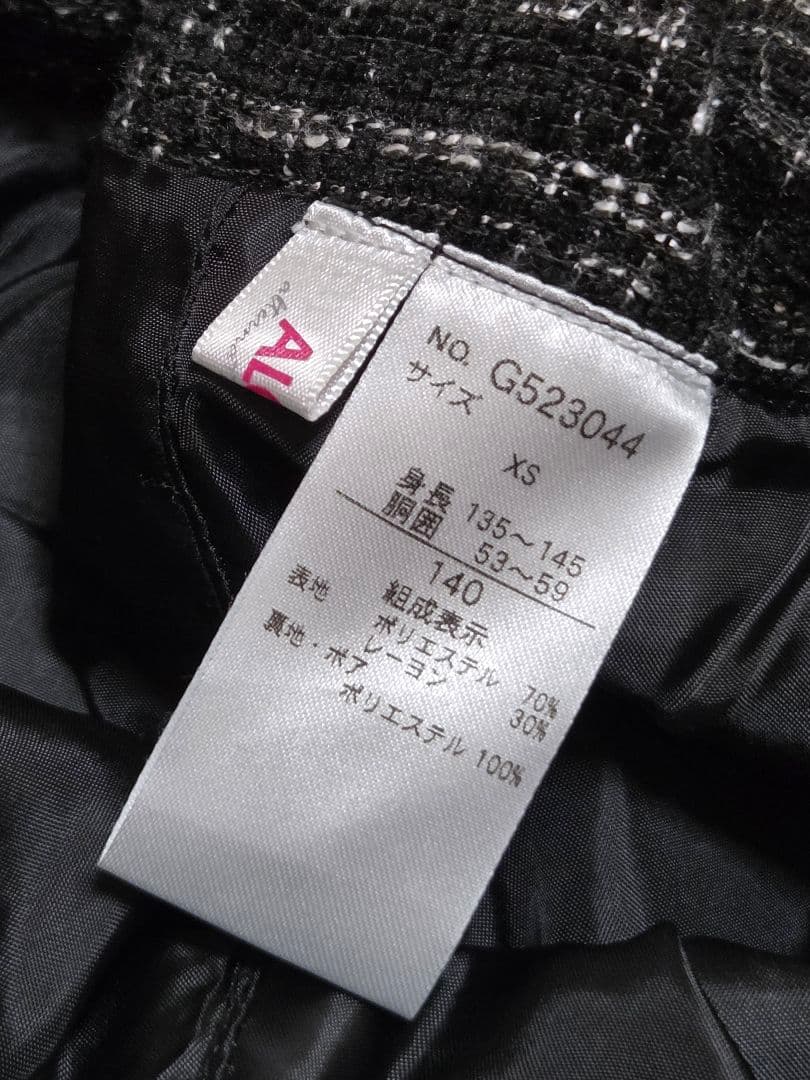 NO. G523044
サイズ
XS
身長 135～145
胴囲 53～59
140
組成表示
表地 ポリエステル 70%
レーヨン 30%
裏地・ボア
ポリエステル 100%